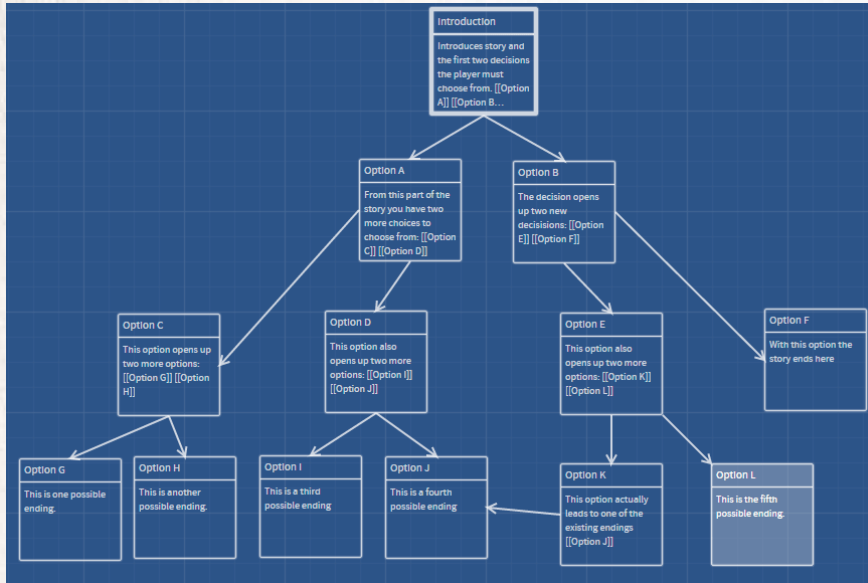 Introduction
Introduces story and
the first two decisions
the player must
choose from. [[Option
A]] [[Option B...
Option A
From this part of the
story you have two
more choices to
choose from: [[Option
C]] [[Option D]]
Option B
The decision opens
up two new
decisisions: [[Option
E]] [[Option F]]
Option C
This option opens up
two more options:
[[Option G]] [[Option
H]]
Option D
This option also
opens up two more
options: [[Option I]]
[[Option J]]
Option E
This option also
opens up two more
options: [[Option K]]
[[Option L]]
Option F
With this option the
story ends here
Option G
This is one possible
ending.
Option H
This is another
possible ending.
Option I
This is a third
possible ending
Option J
This is a fourth
possible ending
Option K
This option actually
leads to one of the
existing endings
[[Option J]]
Option L
This is the fifth
possible ending.